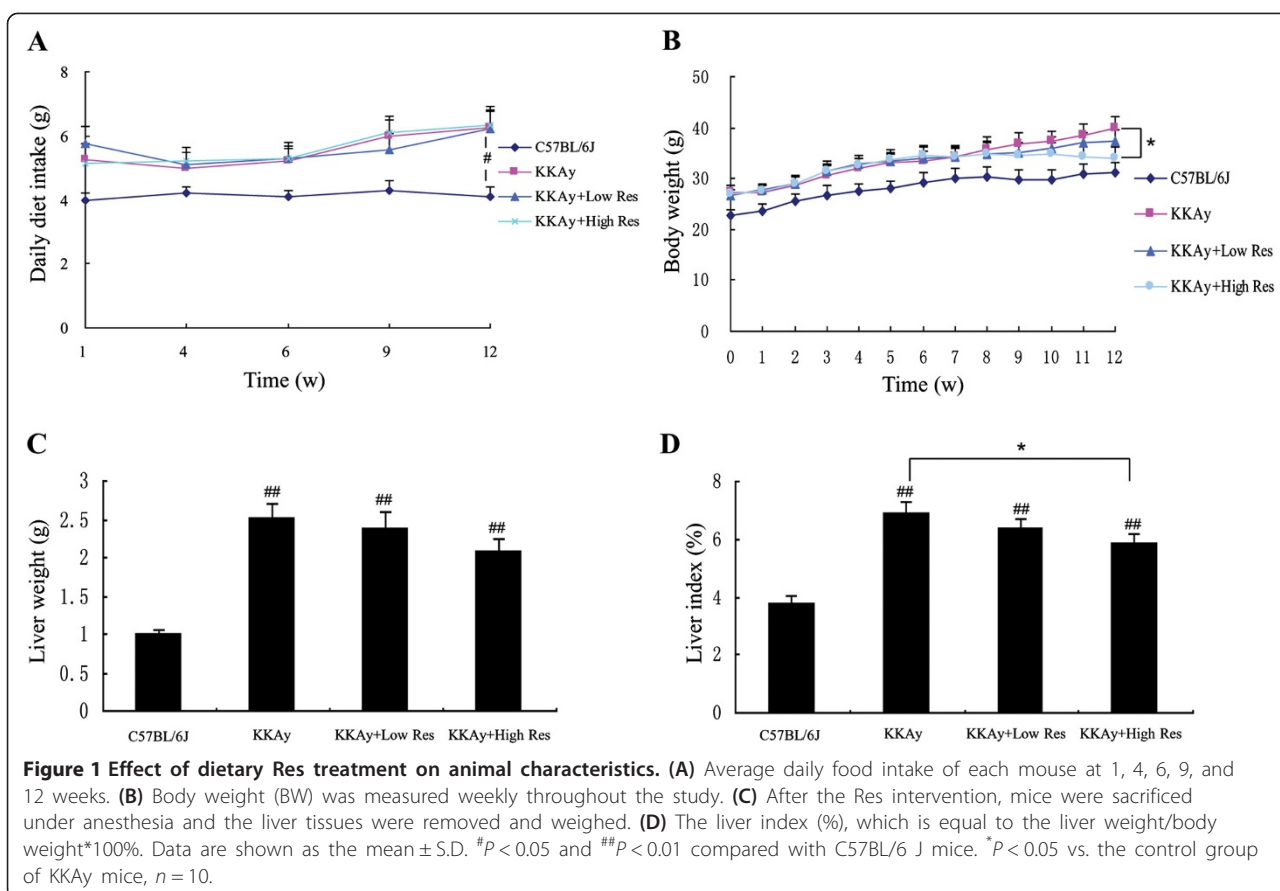 A
8
6
4
2
0
Daily diet intake (g)
#
C57BL/6J
KKAy
KKAy+Low Res
KKAy+High Res
1 4 6 9 12
Time (w)
B
50
40
30
20
10
0
Body weight (g)
*
C57BL/6J
KKAy
KKAy+Low Res
KKAy+High Res
0 1 2 3 4 5 6 7 8 9 10 11 12
Time (w)
C
3
2.5
2
1.5
1
0.5
0
Liver weight (g)
## ## ##
C57BL/6J KKAy KKAy+Low Res KKAy+High Res
D
8
6
4
2
0
Liver index (%)
*
## ## ##
C57BL/6J KKAy KKAy+Low Res KKAy+High Res
Figure 1 Effect of dietary Res treatment on animal characteristics. (A) Average daily food intake of each mouse at 1, 4, 6, 9, and
12 weeks. (B) Body weight (BW) was measured weekly throughout the study. (C) After the Res intervention, mice were sacrificed
under anesthesia and the liver tissues were removed and weighed. (D) The liver index (%), which is equal to the liver weight/body
weight*100%. Data are shown as the mean ± S.D. #P < 0.05 and ##P < 0.01 compared with C57BL/6 J mice. *P < 0.05 vs. the control group
of KKAy mice, n = 10.